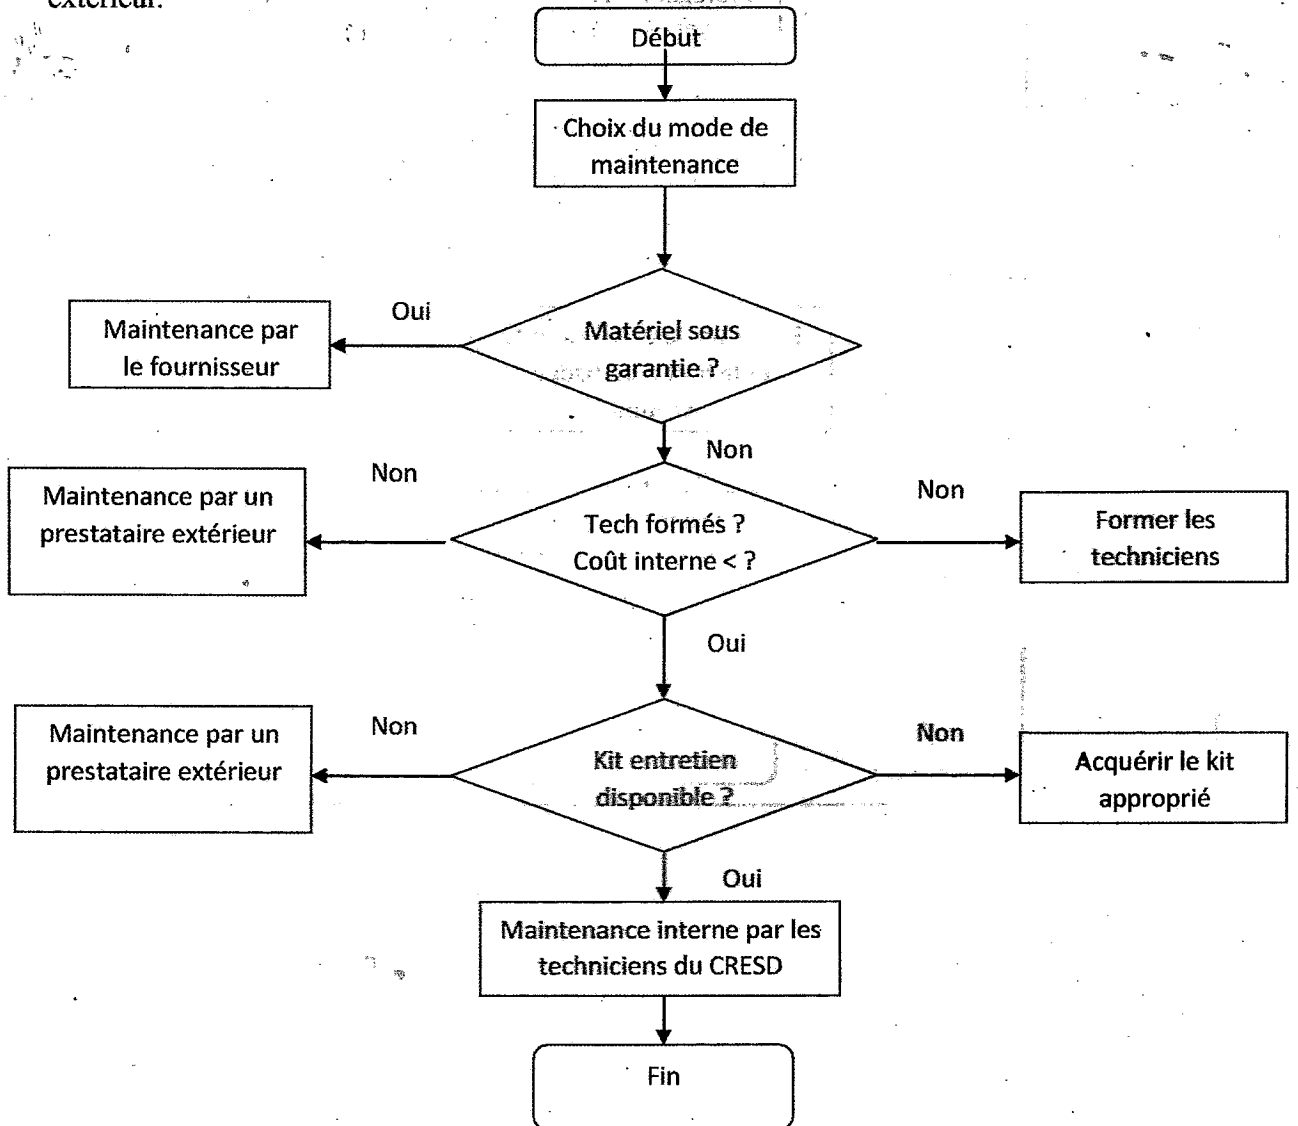 extérieur.
Début
Choix du mode de
maintenance
Oui
Maintenance par
le fournisseur
Matériel sous
garantie ?
Non
Non
Maintenance par un
prestataire extérieur
Tech formés ?
Coût interne < ?
Non
Former les
techniciens
Oui
Non
Maintenance par un
prestataire extérieur
Kit entretien
disponible ?
Non
Acquérir le kit
approprié
Oui
Maintenance interne par les
techniciens du CRESD
Fin